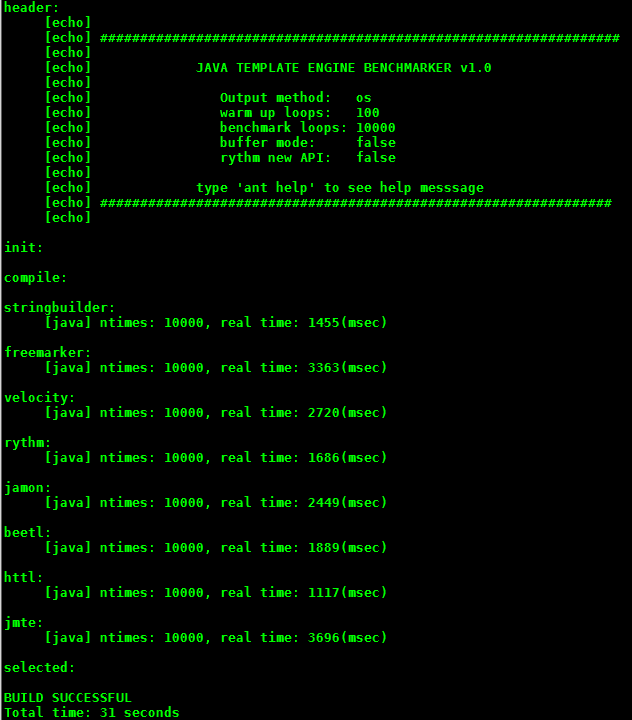 header:
[echo]
[echo] #################################################################
[echo]
[echo] JAVA TEMPLATE ENGINE BENCHMARKER v1.0
[echo]
[echo] Output method: os
[echo] warm up loops: 100
[echo] benchmark loops: 10000
[echo] buffer mode: false
[echo] rythm new API: false
[echo]
[echo] type 'ant help' to see help messsage
[echo] ################################################################
[echo]
init:
compile:
stringbuilder:
[java] ntimes: 10000, real time: 1455(msec)
freemarker:
[java] ntimes: 10000, real time: 3363(msec)
velocity:
[java] ntimes: 10000, real time: 2720(msec)
rythm:
[java] ntimes: 10000, real time: 1686(msec)
jamon:
[java] ntimes: 10000, real time: 2449(msec)
beetl:
[java] ntimes: 10000, real time: 1889(msec)
httl:
[java] ntimes: 10000, real time: 1117(msec)
jmte:
[java] ntimes: 10000, real time: 3696(msec)
selected:
BUILD SUCCESSFUL
Total time: 31 seconds